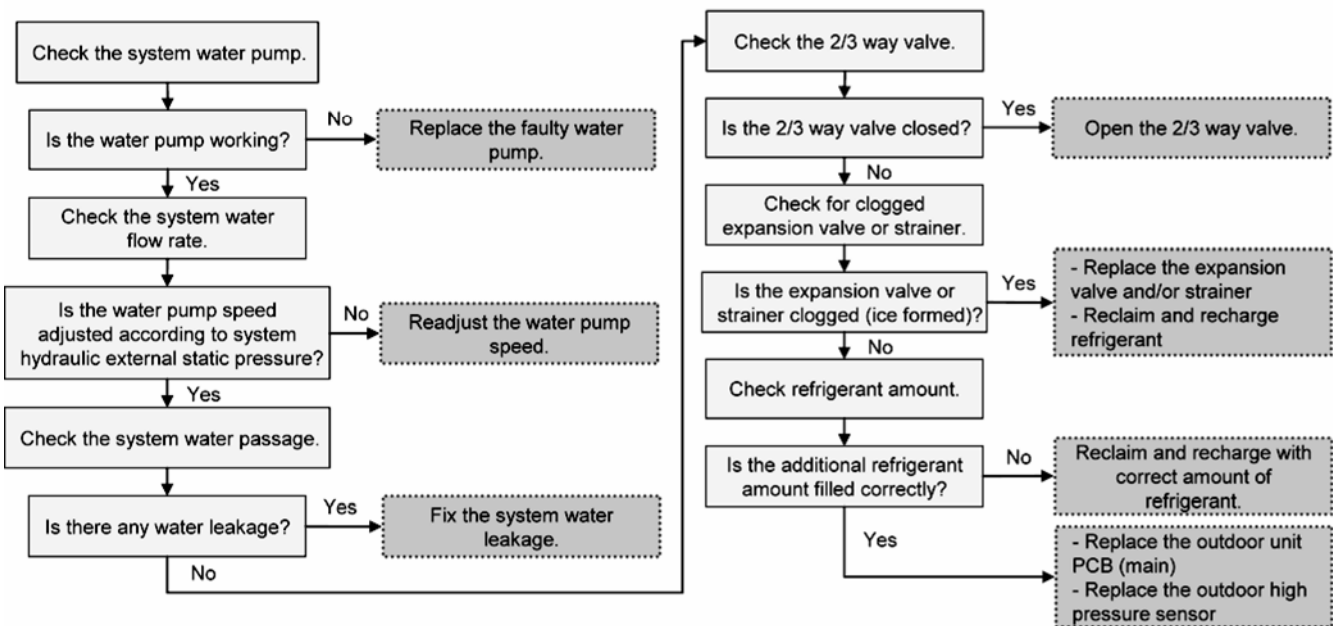 Check the system water pump.
Is the water pump working?
No
Replace the faulty water
pump.
Yes
Check the system water
flow rate.
Is the water pump speed
adjusted according to system
hydraulic external static pressure?
No
Readjust the water pump
speed.
Yes
Check the system water passage.
Is there any water leakage?
Yes
Fix the system water
leakage.
No
Check the 2/3 way valve.
Is the 2/3 way valve closed?
Yes
Open the 2/3 way valve.
No
Check for clogged
expansion valve or strainer.
Is the expansion valve or
strainer clogged (ice formed)?
Yes
- Replace the expansion
valve and/or strainer
- Reclaim and recharge
refrigerant
No
Check refrigerant amount.
Is the additional refrigerant
amount filled correctly?
No
Reclaim and recharge with
correct amount of
refrigerant.
Yes
- Replace the outdoor unit
PCB (main)
- Replace the outdoor high
pressure sensor